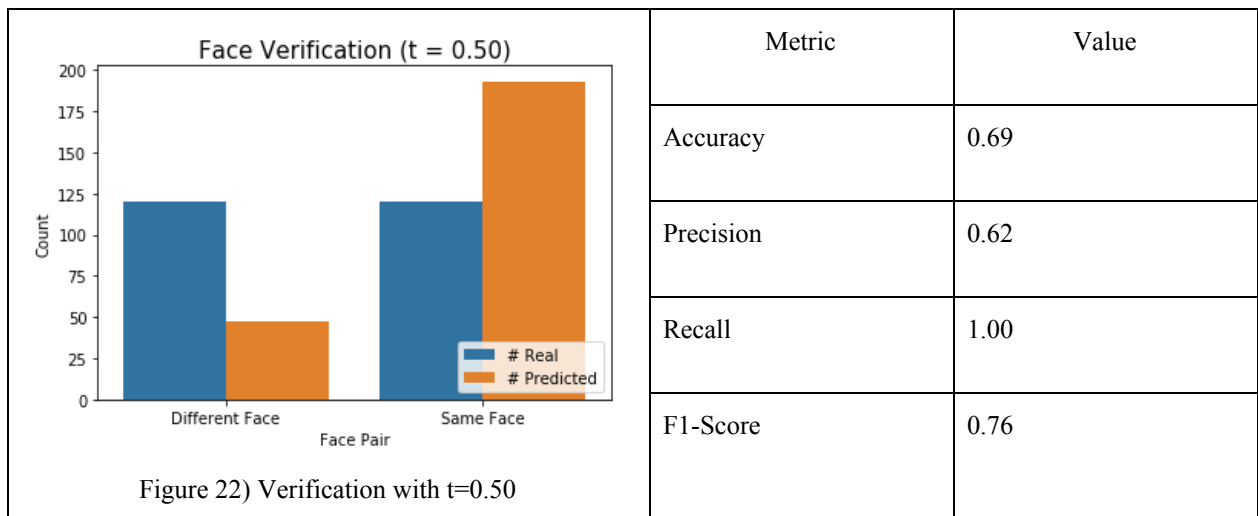 Face Verification (t = 0.50)
200
175
150
125
100
75
50
25
0
Count
Different Face Same Face
Face Pair
# Real
# Predicted
Figure 22) Verification with t=0.50
Metric Value
Accuracy 0.69
Precision 0.62
Recall 1.00
F1-Score 0.76